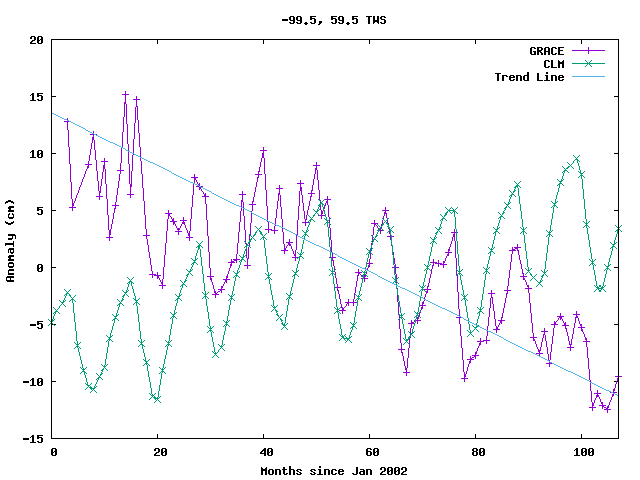 -99.5, 59.5 TWS
GRACE
CLM
Trend Line
20
15
10
5
0
-5
-10
-15
Anomaly (cm)
0 20 40 60 80 100
Months since Jan 2002